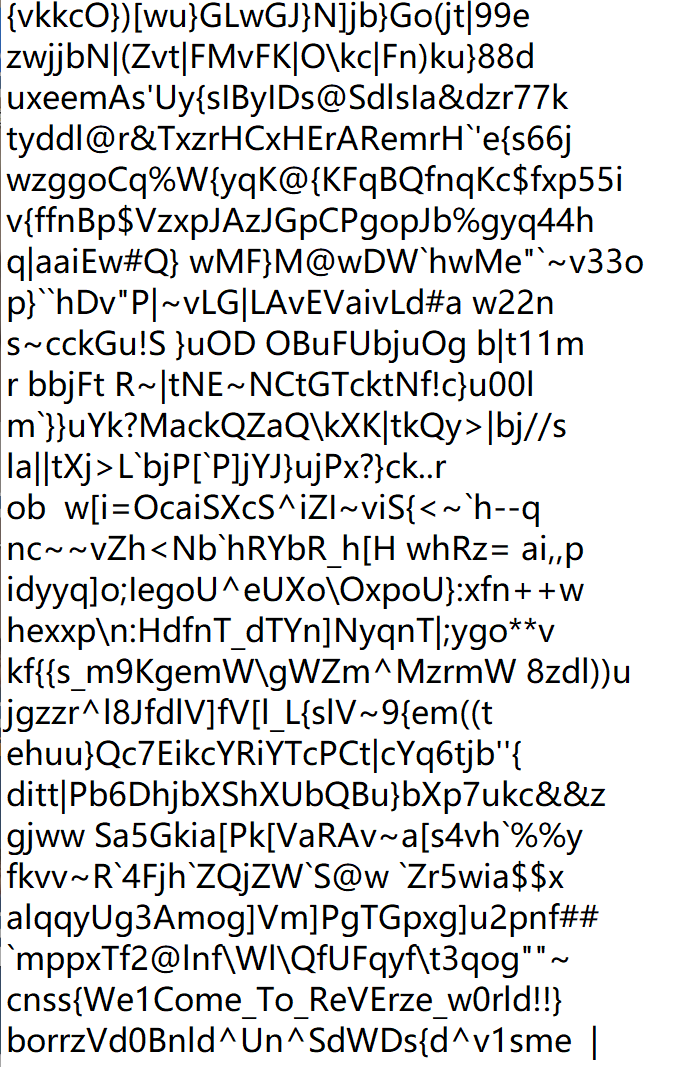 {vkkcO})[wu}GLwGJ}N]jb}Go(jt|99e
zwjjbN|(Zvt|FMvFK|O\kc|Fn)ku}88d
uxeemAs'Uy{sIByIDs@SdlsIa&dzr77k
tyddl@r&TxzrHCxHErARemrH`'e{s66j
wzggoCq%W{yqK@{KFqBQfnqKc$fxp55i
v{ffnBp$VzxpJAzJGpCPgopJb%gyq44h
q|aaiEw#Q} wMF}M@wDW`hwMe"`~v33o
p}``hDv"P|~vLG|LAvEVaivLd#a w22n
s~cckGu!S }uOD OBuFUbjuOg b|t11m
r bbjFt R~|tNE~NCtGTcktNf!c}u00l
m`}}uYk?MackQZaQ\kXK|tkQy>|bj//s
la||tXj>L`bjP[`P]jYJ}ujPx?}ck..r
ob  w[i=OcaiSXcS^iZI~viS{<~`h--q
nc~~vZh<Nb`hRYbR_h[H whRz= ai,,p
idyyq]o;IegoU^eUXo\OxpoU}:xfn++w
hexxp\n:HdfnT_dTYn]NyqnT|;ygo**v
kf{{s_m9KgemW\gWZm^MzrmW 8zdl))u
jgzzr^l8JfdlV]fV[l_L{slV~9{em((t
ehuu}Qc7EikcYRiYTcPCt|cYq6tjb''{
ditt|Pb6DhjbXShXUbQBu}bXp7ukc&&z
gjww Sa5Gkia[Pk[VaRAv~a[s4vh`%%y
fkvv~R`4Fjh`ZQjZW`S@w `Zr5wia$$x
alqqyUg3Amog]Vm]PgTGpxg]u2pnf##
`mppxTf2@lnf\Wl\QfUFqyf\t3qog""~
cnss{We1Come_To_ReVErze_w0rld!!}
borrzVd0Bnld^Un^SdWDs{d^v1sme  |